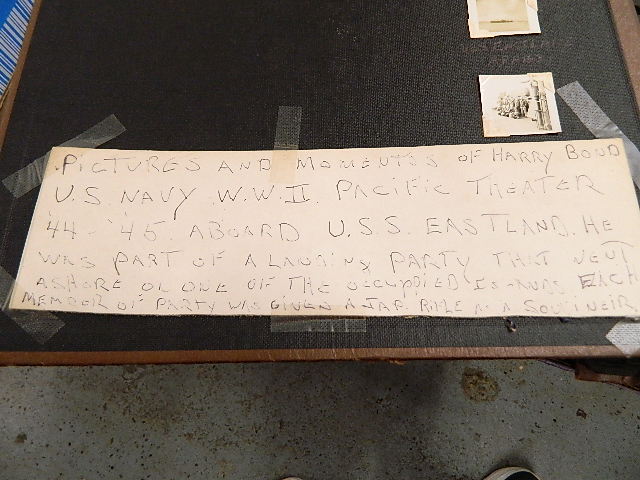 EASTLAND
PICTURES AND MOMENTOS OF HARRY BOND
U.S. NAVY W.W.II. PACIFIC THEATER
44 - '45. ABOARD U.S.S. EASTLAND. HE
WAS PART OF A LANDING PARTY THAT WENT
ASHORE ON ONE OF THE OCCUPIED ISLANDS EACH
MEMBER OF PARTY WAS GIVEN A JAP. RIFLE AS A SOUVINEIR